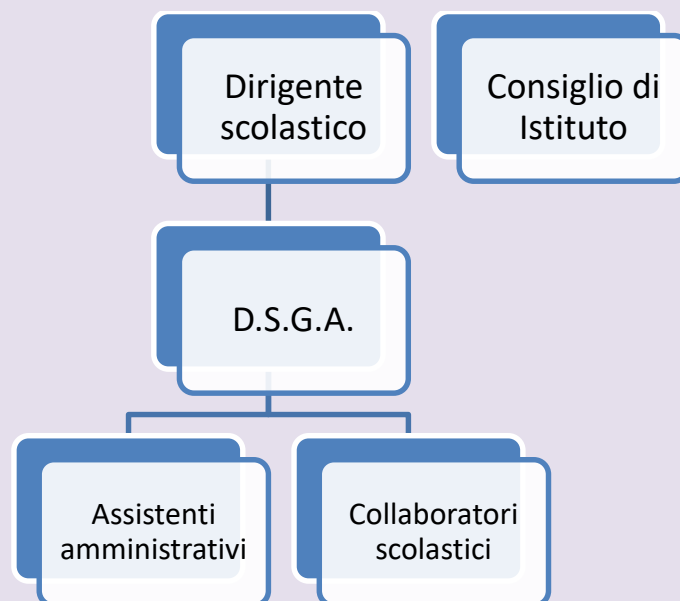 Dirigente
scolastico
Consiglio di
Istituto
D.S.G.A.
Assistenti
amministrativi
Collaboratori
scolastici